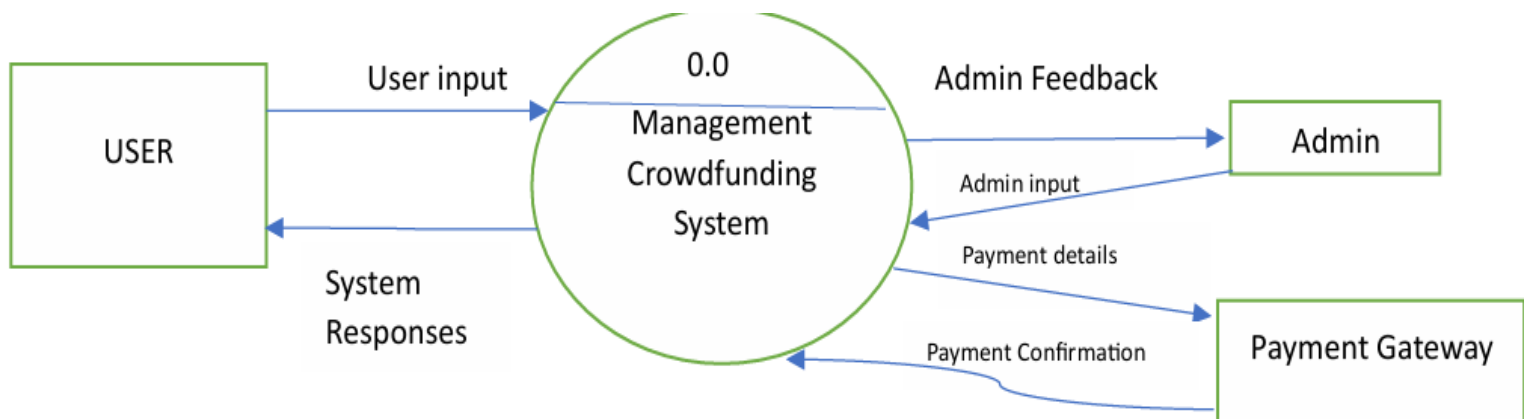 USER
User input
System
Responses
0.0
Management
Crowdfunding
System
Admin Feedback
Admin
Admin input
Payment details
Payment Confirmation
Payment Gateway